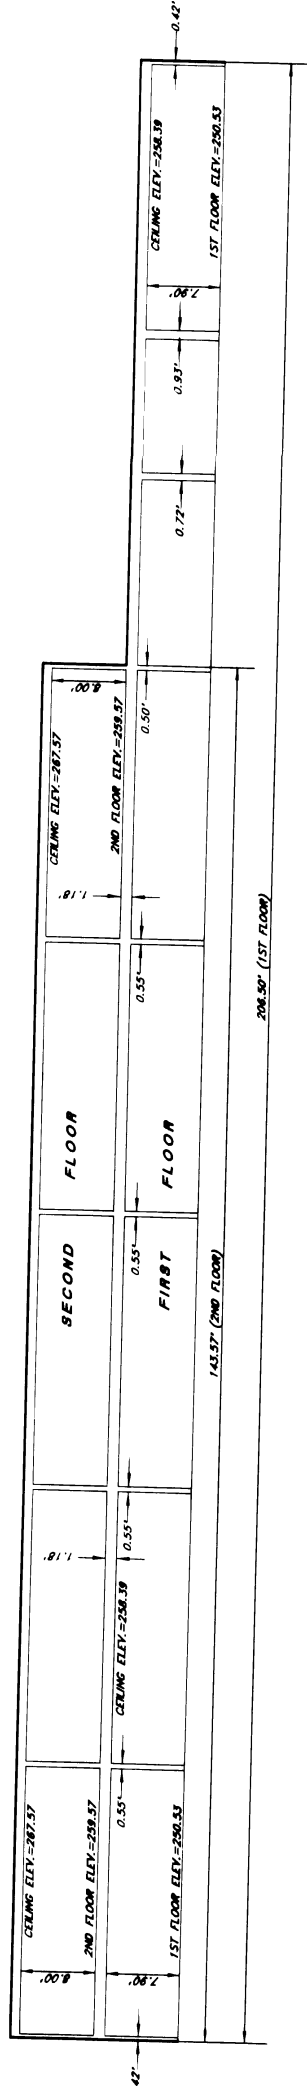 0.42'
CEILING ELEV.=258.39
7.90'
1ST FLOOR ELEV.=250.53
0.93'
0.72'
8.00'
CEILING ELEV.=267.57
2ND FLOOR ELEV.=259.57
0.50'
1.18'
0.55'
206.50' (1ST FLOOR)
SECOND FLOOR
FIRST FLOOR
0.55'
143.57' (2ND FLOOR)
0.55'
1.18'
CEILING ELEV.=258.39
0.55'
CEILING ELEV.=267.57
8.00'
2ND FLOOR ELEV.=259.57
7.90'
1ST FLOOR ELEV.=250.53
42'